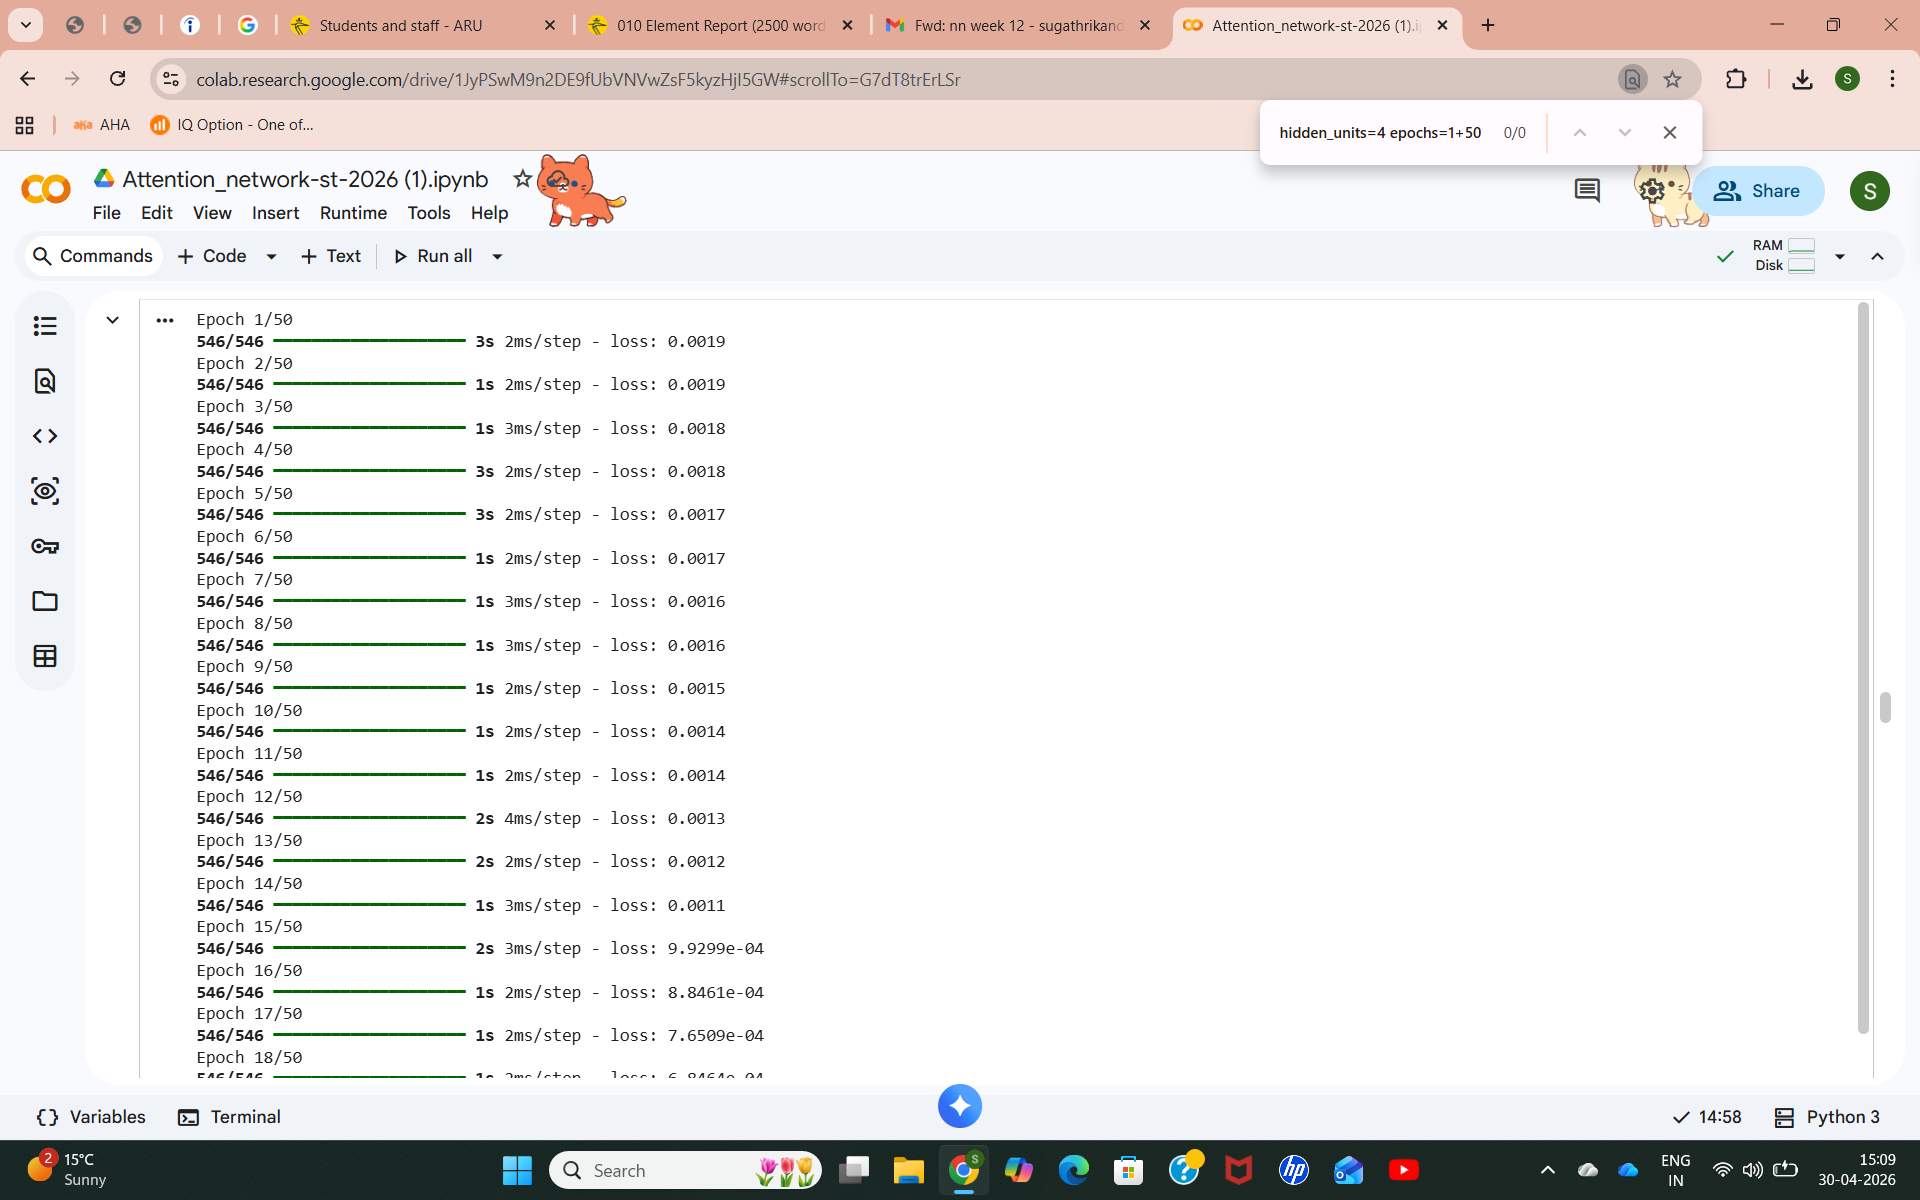 Students and staff - ARU
010 Element Report (2500 word
Fwd: nn week 12 - sugathrikand
Attention_network-st-2026 (1).i
colab.research.google.com/drive/1JyPSwM9n2DE9fUbVNVwZsF5kyzHjI5GW#scrollTo=G7dT8trErLSr
S
aha AHA
IQ Option - One of...
hidden_units=4 epochs=1+50 0/0
Attention_network-st-2026 (1).ipynb
File Edit View Insert Runtime Tools Help
Share
S
Commands + Code + Text Run all
RAM
Disk
Epoch 1/50
546/546 3s 2ms/step - loss: 0.0019
Epoch 2/50
546/546 1s 2ms/step - loss: 0.0019
Epoch 3/50
546/546 1s 3ms/step - loss: 0.0018
Epoch 4/50
546/546 3s 2ms/step - loss: 0.0018
Epoch 5/50
546/546 3s 2ms/step - loss: 0.0017
Epoch 6/50
546/546 1s 2ms/step - loss: 0.0017
Epoch 7/50
546/546 1s 3ms/step - loss: 0.0016
Epoch 8/50
546/546 1s 3ms/step - loss: 0.0016
Epoch 9/50
546/546 1s 2ms/step - loss: 0.0015
Epoch 10/50
546/546 1s 2ms/step - loss: 0.0014
Epoch 11/50
546/546 1s 2ms/step - loss: 0.0014
Epoch 12/50
546/546 2s 4ms/step - loss: 0.0013
Epoch 13/50
546/546 2s 2ms/step - loss: 0.0012
Epoch 14/50
546/546 1s 3ms/step - loss: 0.0011
Epoch 15/50
546/546 2s 3ms/step - loss: 9.9299e-04
Epoch 16/50
546/546 1s 2ms/step - loss: 8.8461e-04
Epoch 17/50
546/546 1s 2ms/step - loss: 7.6509e-04
Epoch 18/50
Variables Terminal
14:58 Python 3
2
15°C
Sunny
Search
S
hp
ENG
IN
15:09
30-04-2026